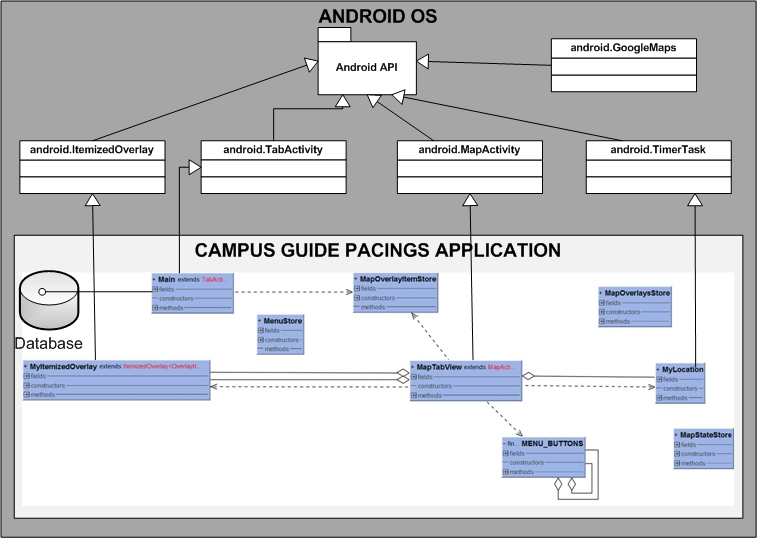 ANDROID OS
Android API
android.GoogleMaps
android.ItemizedOverlay
android.TabActivity
android.MapActivity
android.TimerTask
CAMPUS GUIDE PACINGS APPLICATION
Database
Main extends TabActi..
fields
constructors
methods
MapOverlayItemStore
fields
constructors
methods
MapOverlaysStore
fields
constructors
methods
MenuStore
fields
constructors
methods
MyItemizedOverlay extends ItemizedOverlay<OverlayIt..
fields
constructors
methods
MapTabView extends MapActi..
fields
constructors
methods
MyLocation
fields
constructors
methods
fin... MENU_BUTTONS
fields
constructors
methods
MapStateStore
fields
constructors
methods